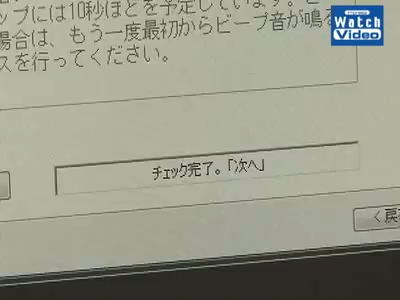 Watch
Video
ップには10秒ほどを予定しています。
場合は、もう一度最初からビープ音が鳴る
スを行ってください。
チェック完了。「次へ」
<戻